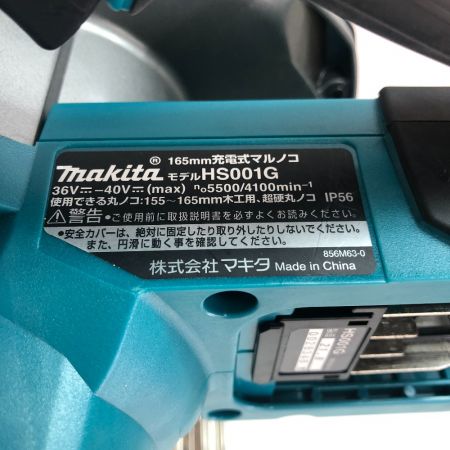 165mm充電式マルノコ
makita® モデルHS001G
36V⎓−40V⎓(max) n₀5500/4100min⁻¹
使用できる丸ノコ:155〜165mm木工用、超硬丸ノコ IP56
⚠警告 ●ご使用前に取扱説明書を必ずよくお読みください。
●安全カバーは、絶対に固定したり取り外したりしないでください。
また、円滑に動く事を確認してください。
856M63-0
株式会社マキタ Made in China
HS001G